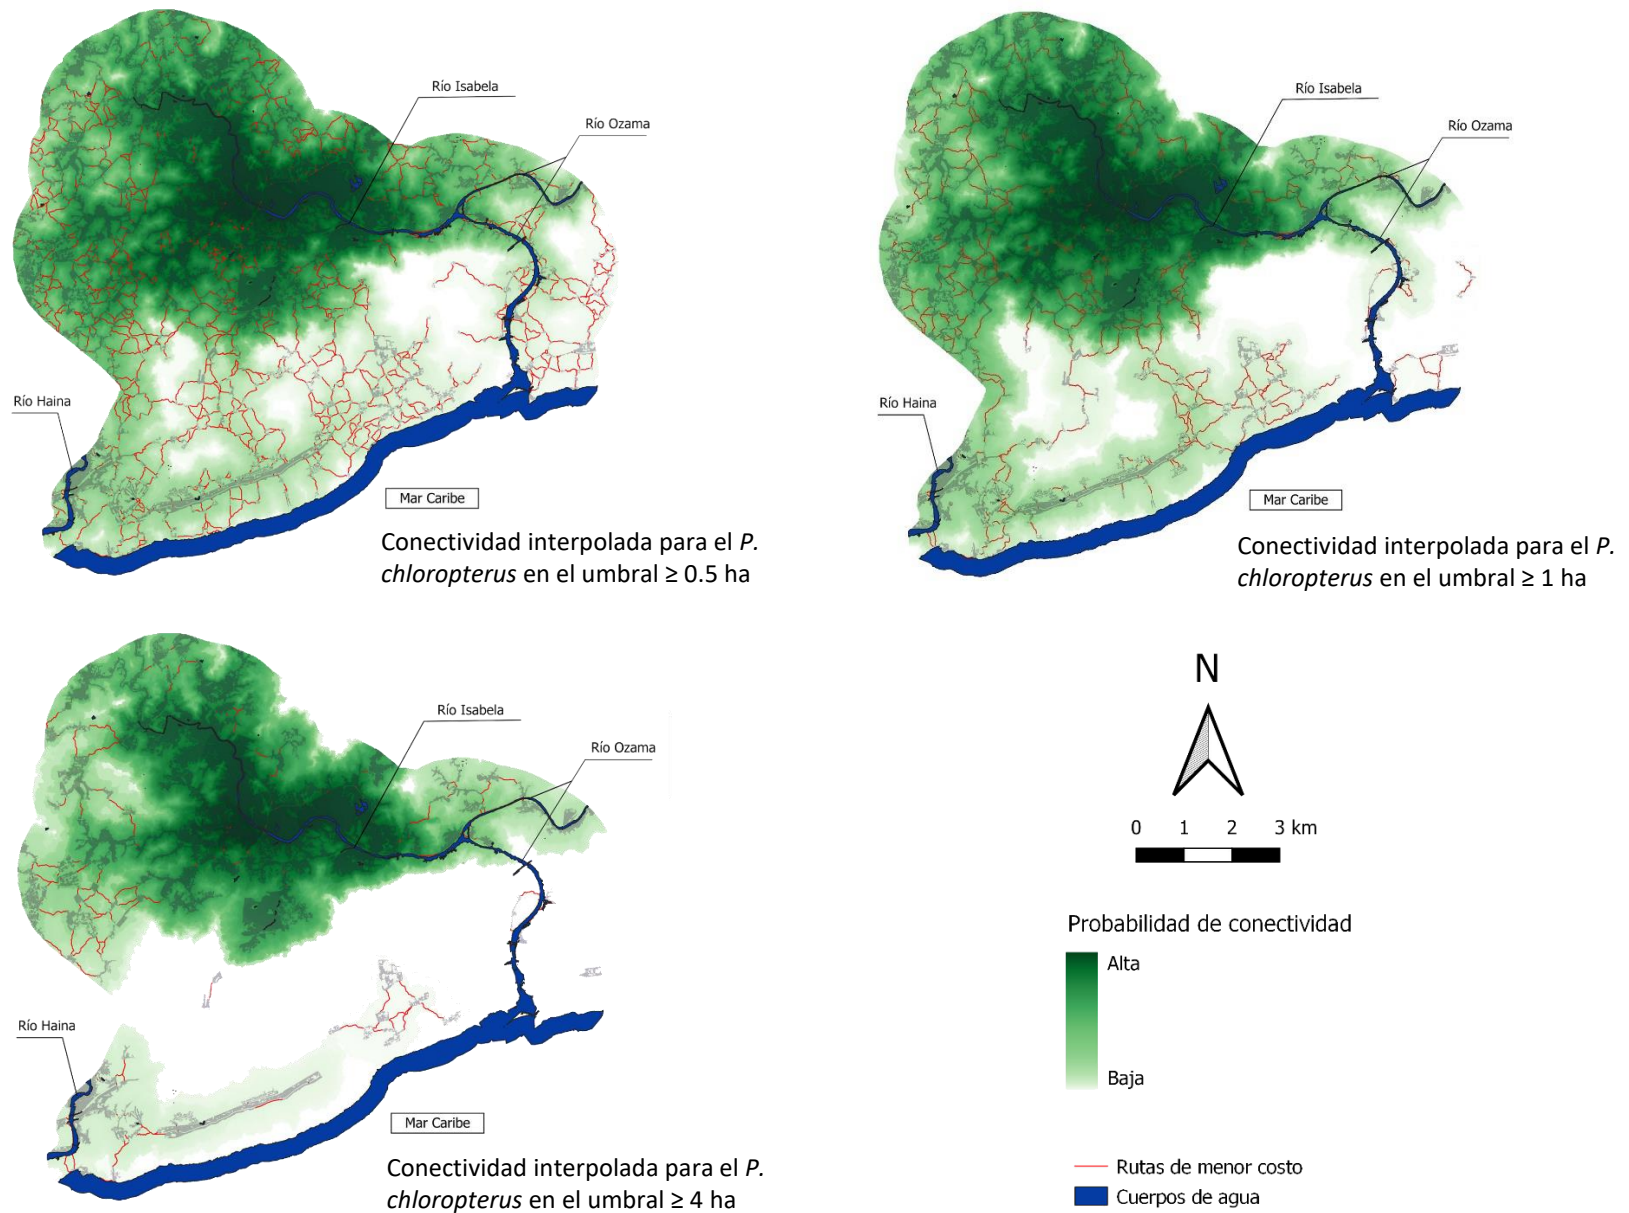 Río Isabela
Río Ozama
Río Haina
Mar Caribe
Conectividad interpolada para el P.
chloropterus en el umbral ≥ 0.5 ha
Río Isabela
Río Ozama
Río Haina
Mar Caribe
Conectividad interpolada para el P.
chloropterus en el umbral ≥ 1 ha
Río Isabela
Río Ozama
Río Haina
Mar Caribe
Conectividad interpolada para el P.
chloropterus en el umbral ≥ 4 ha
N
0 1 2 3 km
Probabilidad de conectividad
Alta
Baja
Rutas de menor costo
Cuerpos de agua